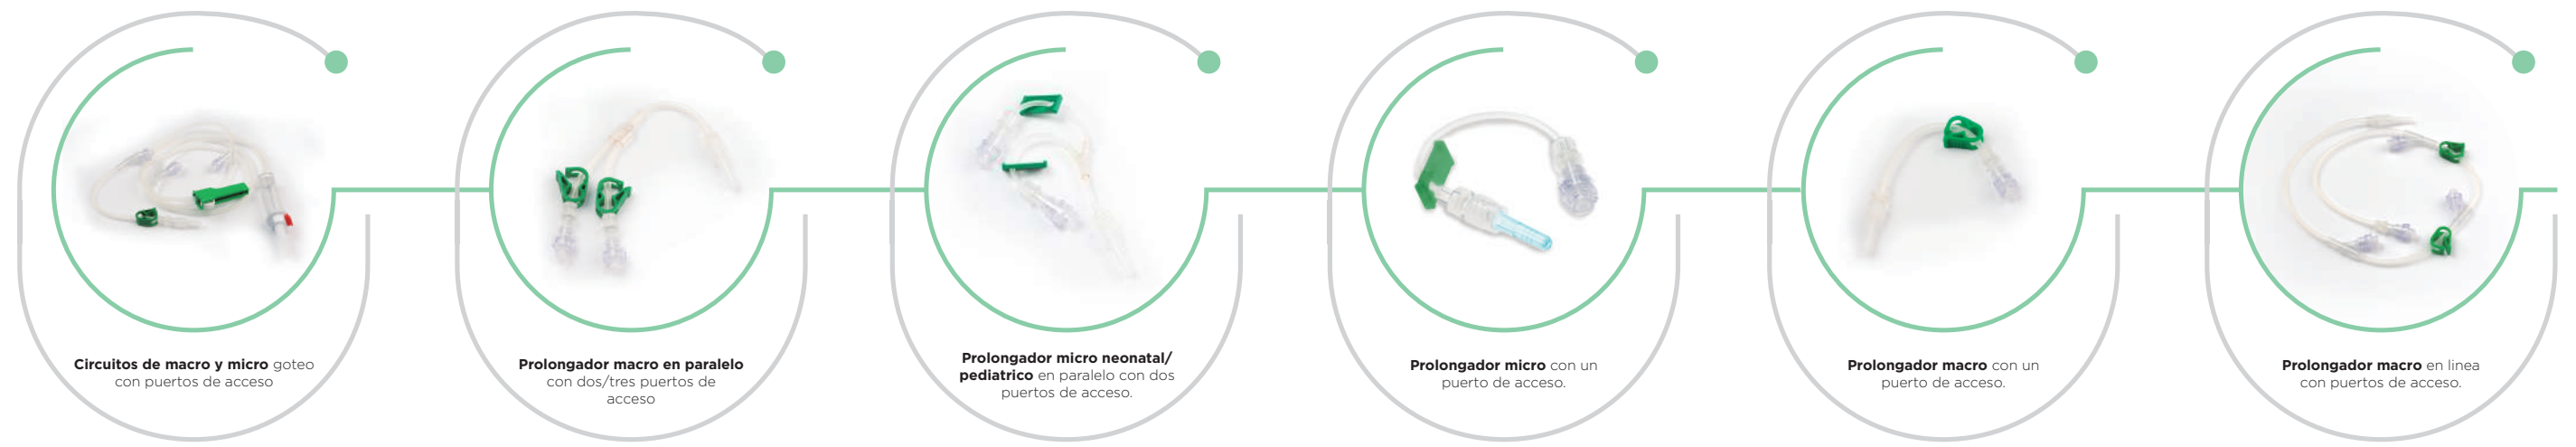 Circuitos de macro y micro goteo
con puertos de acceso
Prolongador macro en paralelo
con dos/tres puertos de
acceso
Prolongador micro neonatal/
pediatrico en paralelo con dos
puertos de acceso.
Prolongador micro con un
puerto de acceso.
Prolongador macro con un
puerto de acceso.
Prolongador macro en linea
con puertos de acceso.